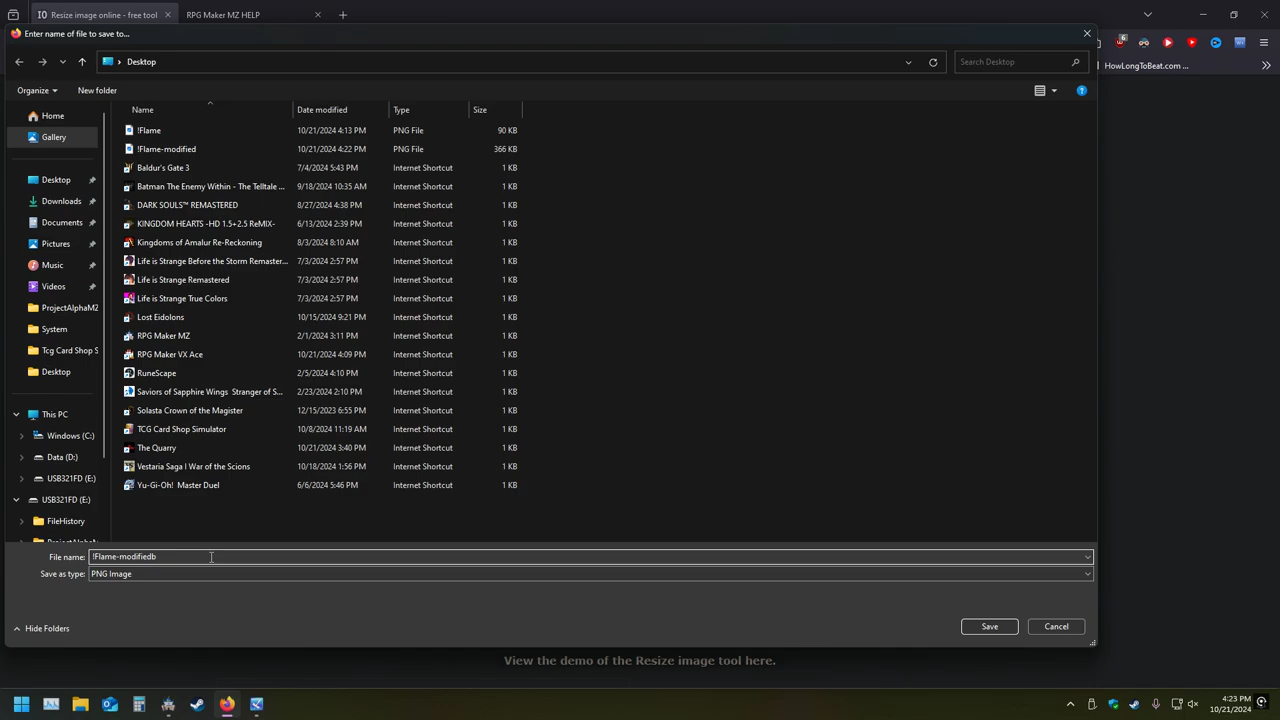 Resize image online - free tool
RPG Maker MZ HELP
Enter name of file to save to...
Desktop
Search Desktop
HowLongToBeat.com ...
6
Organize
New folder
Name Date modified Type Size
Home
Gallery
Desktop
Downloads
Documents
Pictures
Music
Videos
ProjectAlphaMZ
System
Tcg Card Shop S
Desktop
This PC
Windows (C:)
Data (D:)
USB321FD (E:)
USB321FD (E:)
FileHistory
!Flame 10/21/2024 4:13 PM PNG File 90 KB
!Flame-modified 10/21/2024 4:22 PM PNG File 366 KB
Baldur's Gate 3 7/4/2024 5:43 PM Internet Shortcut 1 KB
Batman The Enemy Within - The Telltale ... 9/18/2024 10:35 AM Internet Shortcut 1 KB
DARK SOULS™ REMASTERED 8/27/2024 4:38 PM Internet Shortcut 1 KB
KINGDOM HEARTS -HD 1.5+2.5 ReMIX- 6/13/2024 2:39 PM Internet Shortcut 1 KB
Kingdoms of Amalur Re-Reckoning 8/3/2024 8:10 AM Internet Shortcut 1 KB
Life is Strange Before the Storm Remaster... 7/3/2024 2:57 PM Internet Shortcut 1 KB
Life is Strange Remastered 7/3/2024 2:57 PM Internet Shortcut 1 KB
Life is Strange True Colors 7/3/2024 2:57 PM Internet Shortcut 1 KB
Lost Eidolons 10/15/2024 9:21 PM Internet Shortcut 1 KB
RPG Maker MZ 2/1/2024 3:11 PM Internet Shortcut 1 KB
RPG Maker VX Ace 10/21/2024 4:09 PM Internet Shortcut 1 KB
RuneScape 2/5/2024 4:10 PM Internet Shortcut 1 KB
Saviors of Sapphire Wings Stranger of S... 2/23/2024 2:10 PM Internet Shortcut 1 KB
Solasta Crown of the Magister 12/15/2023 6:55 PM Internet Shortcut 1 KB
TCG Card Shop Simulator 10/8/2024 11:19 AM Internet Shortcut 1 KB
The Quarry 10/21/2024 3:40 PM Internet Shortcut 1 KB
Vestaria Saga I War of the Scions 10/18/2024 1:56 PM Internet Shortcut 1 KB
Yu-Gi-Oh! Master Duel 6/6/2024 5:46 PM Internet Shortcut 1 KB
File name: !Flame-modifiedb
Save as type: PNG Image
Hide Folders
Save
Cancel
View the demo of the Resize image tool here.
4:23 PM
10/21/2024